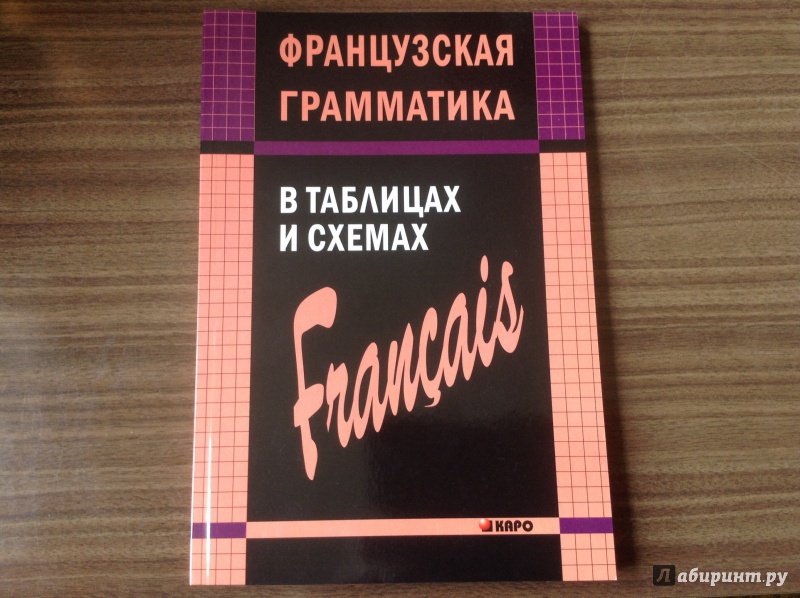 ФРАНЦУЗСКАЯ
ГРАММАТИКА
В ТАБЛИЦАХ
И СХЕМАХ
Français
КАРО
Лабиринт.ру